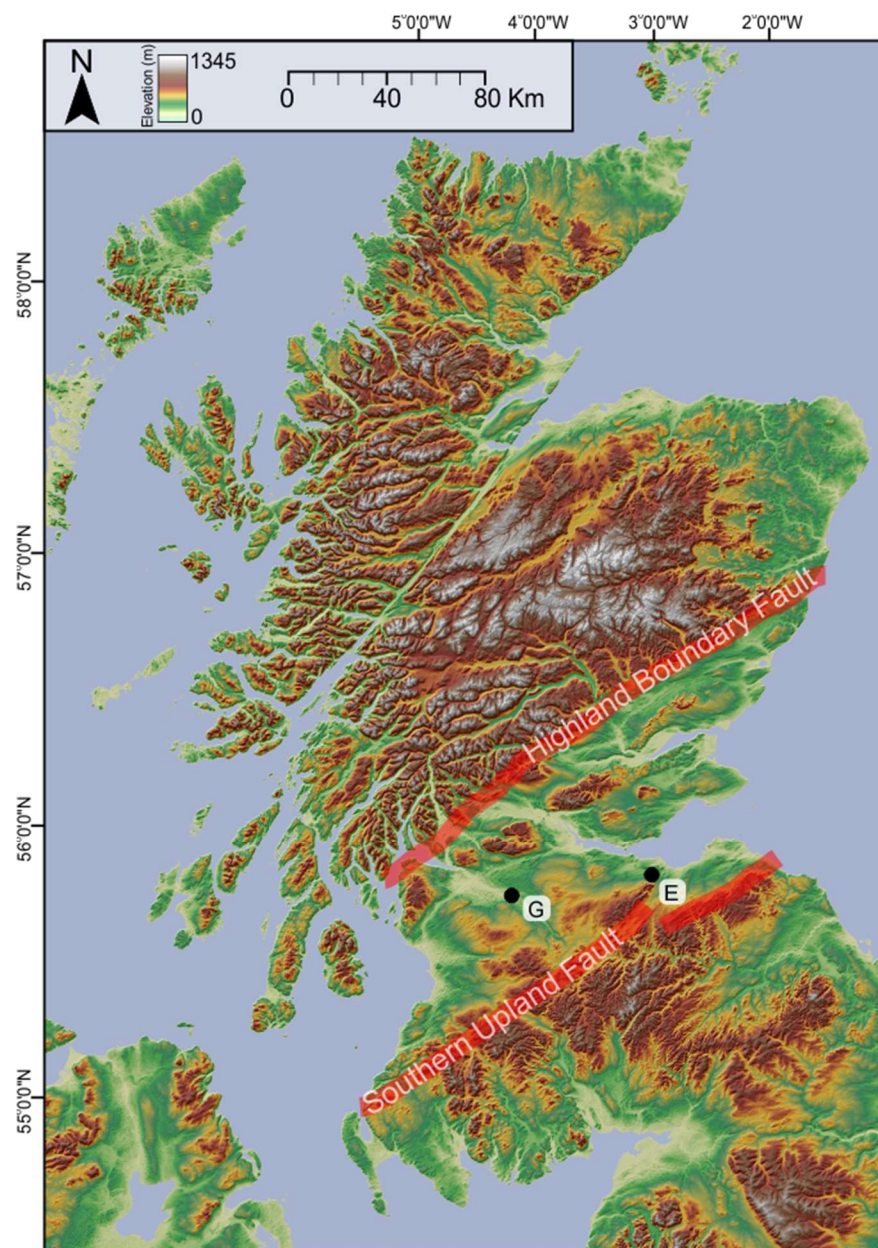 5°0'0"W 4°0'0"W 3°0'0"W 2°0'0"W
N
Elevation (m)
1345
0
0 40 80 Km
58°0'0"N
57°0'0"N
Highland Boundary Fault
56°0'0"N
G
E
Southern Upland Fault
55°0'0"N